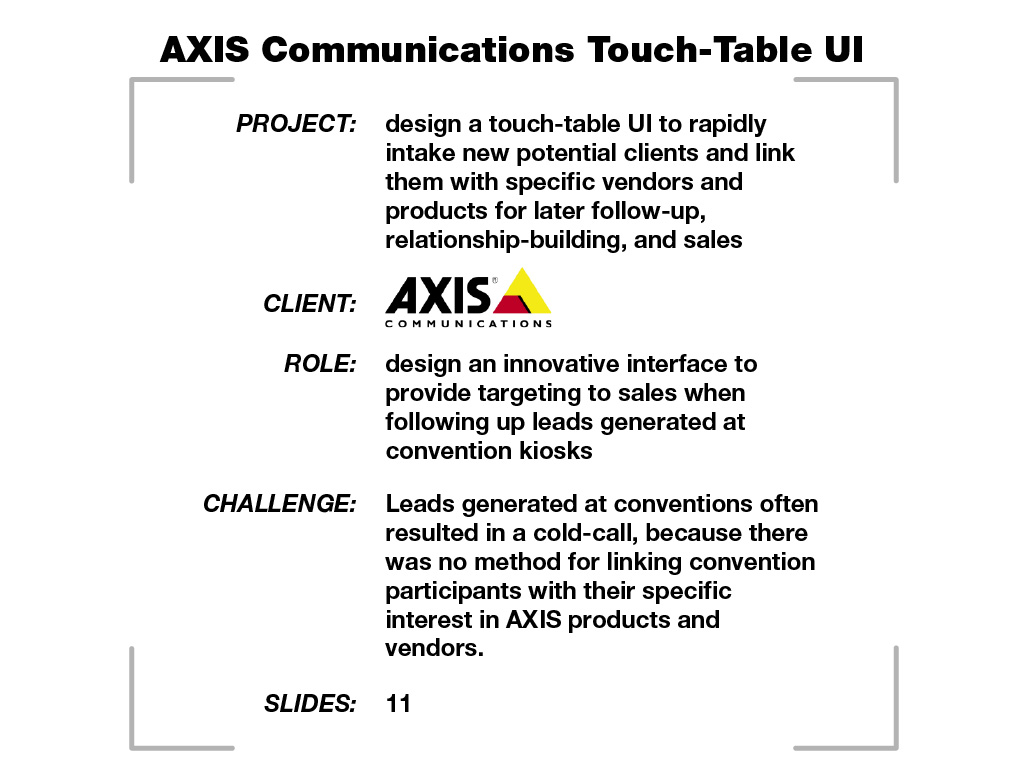 AXIS Communications Touch-Table UI
PROJECT: design a touch-table UI to rapidly
intake new potential clients and link
them with specific vendors and
products for later follow-up,
relationship-building, and sales
CLIENT: AXIS®
COMMUNICATIONS
ROLE: design an innovative interface to
provide targeting to sales when
following up leads generated at
convention kiosks
CHALLENGE: Leads generated at conventions often
resulted in a cold-call, because there
was no method for linking convention
participants with their specific
interest in AXIS products and
vendors.
SLIDES: 11